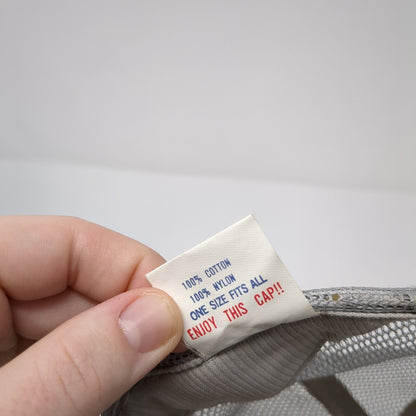 100% COTTON
100% NYLON
ONE SIZE FITS ALL
ENJOY THIS CAP!!